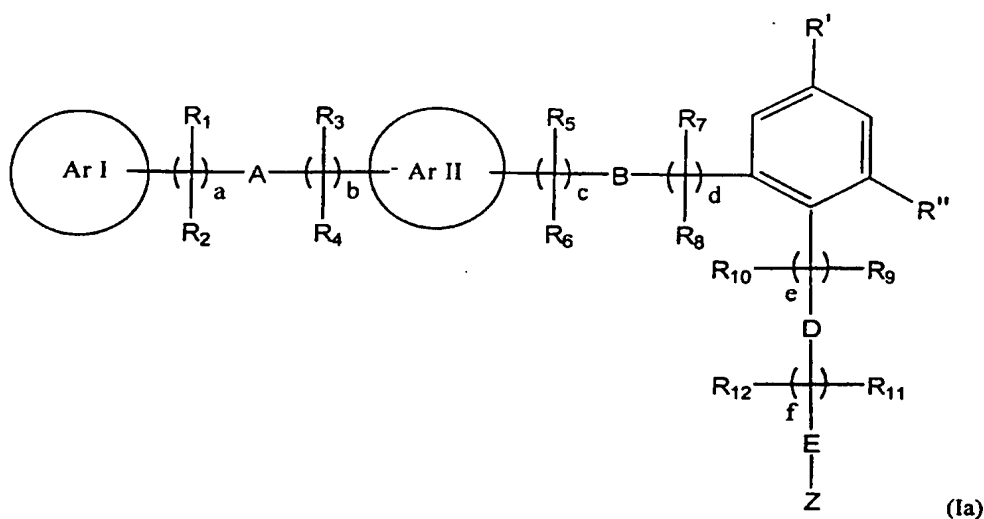 R'
R₁ R₃ R₅ R₇
Ar I ( ) a A ( ) b - Ar II ( ) c B ( ) d
R₂ R₄ R₆ R₈ R"
R₁₀ ( ) e R₉
D
R₁₂ ( ) f R₁₁
E
Z
(Ia)